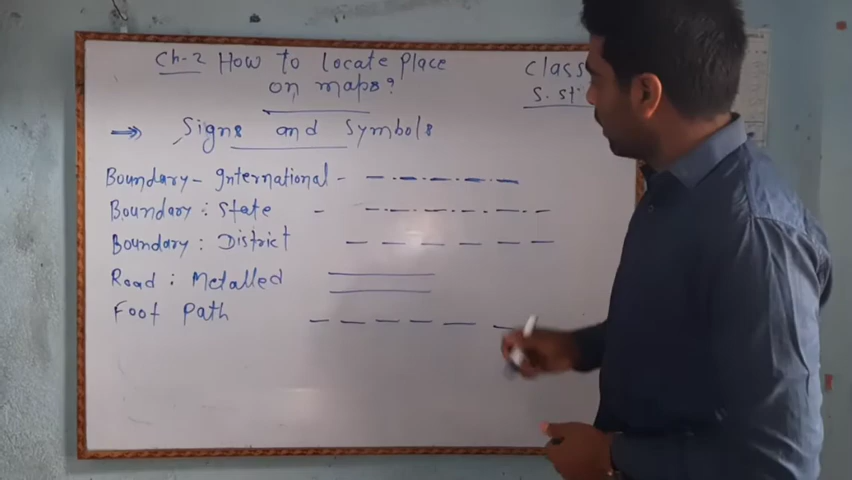 Ch-2 How to Locate Place
on maps?
Class
S. st
Signs and Symbols
Boundary - International -
Boundary : State -
Boundary : District
Road : Metalled
Foot Path